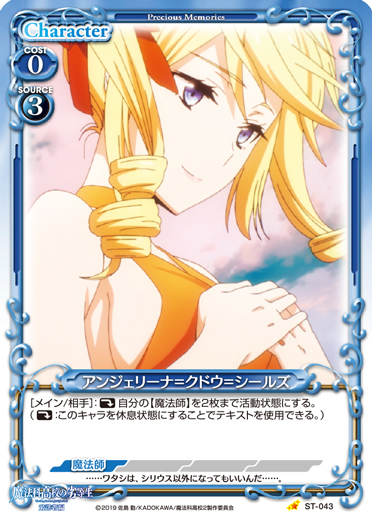 Precious Memories
Character
COST
0
SOURCE
3
アンジェリーナ=クドウ=シールズ
[メイン/相手]: 自分の【魔法師】を2枚まで活動状態にする。
( :このキャラを休息状態にすることでテキストを使用できる。)
魔法師
……ワタシは、シリウス以外になってもいいんだ……。
魔法科高校の劣等生
©2019 佐島 勤/KADOKAWA/魔法科高校2製作委員会
ST-043